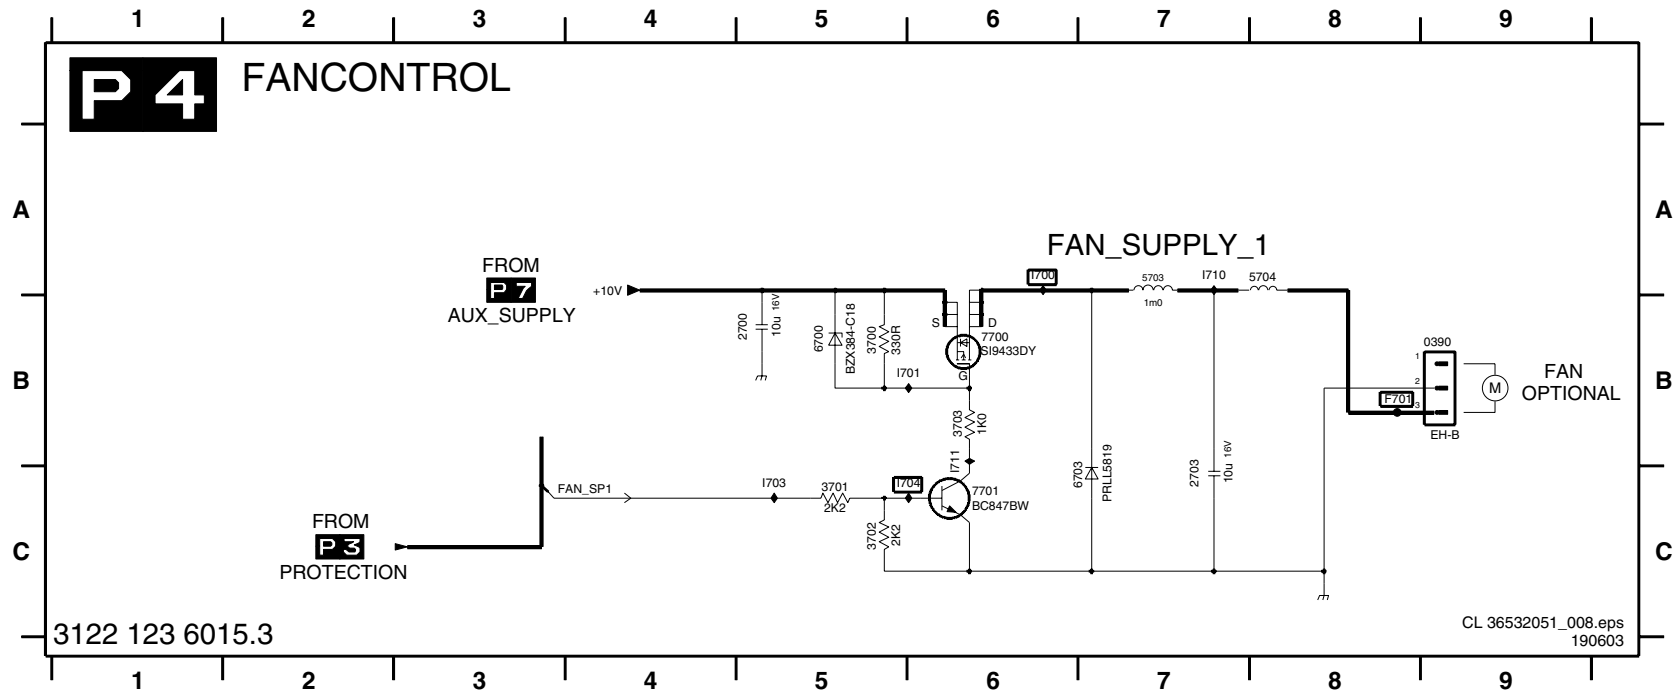 1 2 3 4 5 6 7 8 9
P 4 FANCONTROL
A A
FAN_SUPPLY_1
FROM
P 7
AUX_SUPPLY
+10V
I700
5703
1m0
I710
5704
2700
10u 16V
6700
BZX384-C18
3700
330R
S
D
7700
SI9433DY
G
I701
B B
0390
1
2
3
F701
EH-B
M
FAN
OPTIONAL
3703
1K0
I711
FAN_SP1
I703
3701
2K2
I704
7701
BC847BW
3702
2K2
6703
PRLL5819
2703
10u 16V
FROM
P 3
PROTECTION
C C
3122 123 6015.3
CL 36532051_008.eps
190603
1 2 3 4 5 6 7 8 9